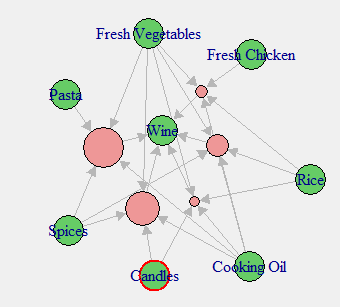 Fresh Vegetables
Fresh Chicken
Pasta
Wine
Rice
Spices
Cooking Oil
Candles